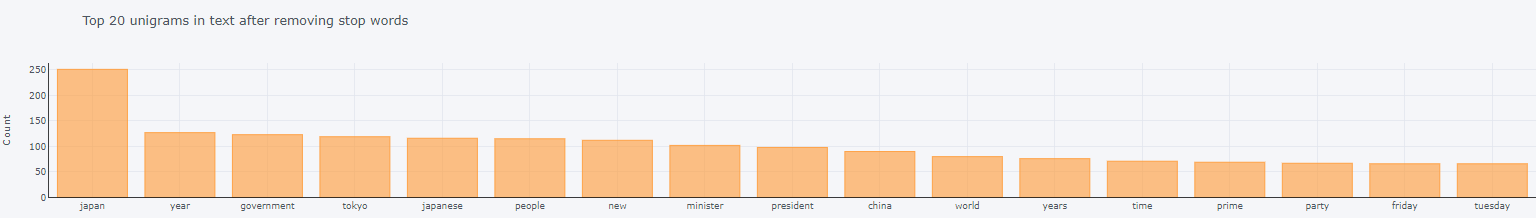 Top 20 unigrams in text after removing stop words
Count
250
200
150
100
50
0
japan year government tokyo japanese people new minister president china world years time prime party friday tuesday